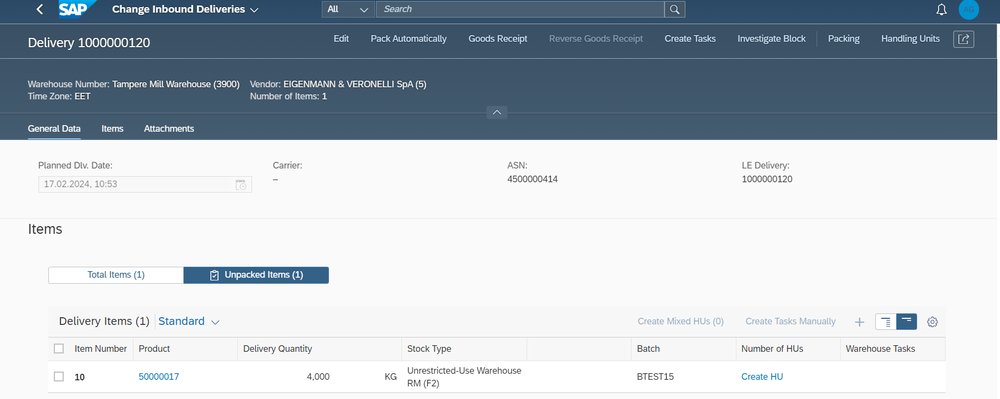 SAP Change Inbound Deliveries All Search AG
Delivery 1000000120 Edit Pack Automatically Goods Receipt Reverse Goods Receipt Create Tasks Investigate Block Packing Handling Units
Warehouse Number: Tampere Mill Warehouse (3900) Vendor: EIGENMANN & VERONELLI SpA (5)
Time Zone: EET Number of Items: 1
General Data Items Attachments
Planned Dlv. Date: Carrier: ASN: LE Delivery:
17.02.2024, 10:53 – 4500000414 1000000120
Items
Total Items (1) Unpacked Items (1)
Delivery Items (1) Standard Create Mixed HUs (0) Create Tasks Manually
Item Number Product Delivery Quantity Stock Type Batch Number of HUs Warehouse Tasks
10 50000017 4,000 KG Unrestricted-Use Warehouse RM (F2) BTEST15 Create HU